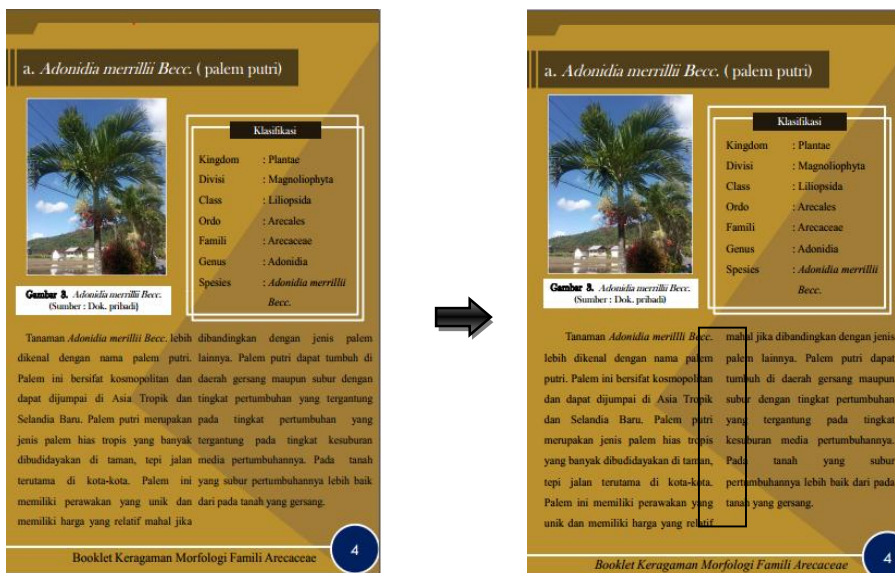 a. Adonidia merrillii Becc. ( palem putri)
Klasifikasi
Kingdom : Plantae
Divisi : Magnoliophyta
Class : Liliopsida
Ordo : Arecales
Famili : Arecaceae
Genus : Adonidia
Spesies : Adonidia merrillii
Becc.
Gambar 3. Adonidia merrillii Becc.
(Sumber : Dok. pribadi)
Tanaman Adonidia merillii Becc. lebih
dikenal dengan nama palem putri.
Palem ini bersifat kosmopolitan dan
dapat dijumpai di Asia Tropik dan
Selandia Baru. Palem putri merupakan
jenis palem hias tropis yang banyak
dibudidayakan di taman, tepi jalan
terutama di kota-kota. Palem ini
memiliki perawakan yang unik dan
memiliki harga yang relatif mahal jika
dibandingkan dengan jenis palem
lainnya. Palem putri dapat tumbuh di
daerah gersang maupun subur dengan
tingkat pertumbuhan yang tergantung
pada tingkat pertumbuhan yang
tergantung pada tingkat kesuburan
media pertumbuhannya. Pada tanah
yang subur pertumbuhannya lebih baik
dari pada tanah yang gersang.
Booklet Keragaman Morfologi Famili Arecaceae
4
a. Adonidia merrillii Becc. ( palem putri)
Klasifikasi
Kingdom : Plantae
Divisi : Magnoliophyta
Class : Liliopsida
Ordo : Arecales
Famili : Arecaceae
Genus : Adonidia
Spesies : Adonidia merrillii
Becc.
Gambar 3. Adonidia merrillii Becc.
(Sumber : Dok. pribadi)
Tanaman Adonidia merillli Becc.
lebih dikenal dengan nama palem
putri. Palem ini bersifat kosmopolitan
dan dapat dijumpai di Asia Tropik
dan Selandia Baru. Palem putri
merupakan jenis palem hias tropis
yang banyak dibudidayakan di taman,
tepi jalan terutama di kota-kota.
Palem ini memiliki perawakan yang
unik dan memiliki harga yang relatif
mahal jika dibandingkan dengan jenis
palem lainnya. Palem putri dapat
tumbuh di daerah gersang maupun
subur dengan tingkat pertumbuhan
yang tergantung pada tingkat
kesuburan media pertumbuhannya.
Pada tanah yang subur
pertumbuhannya lebih baik dari pada
tanah yang gersang.
Booklet Keragaman Morfologi Famili Arecaceae
4